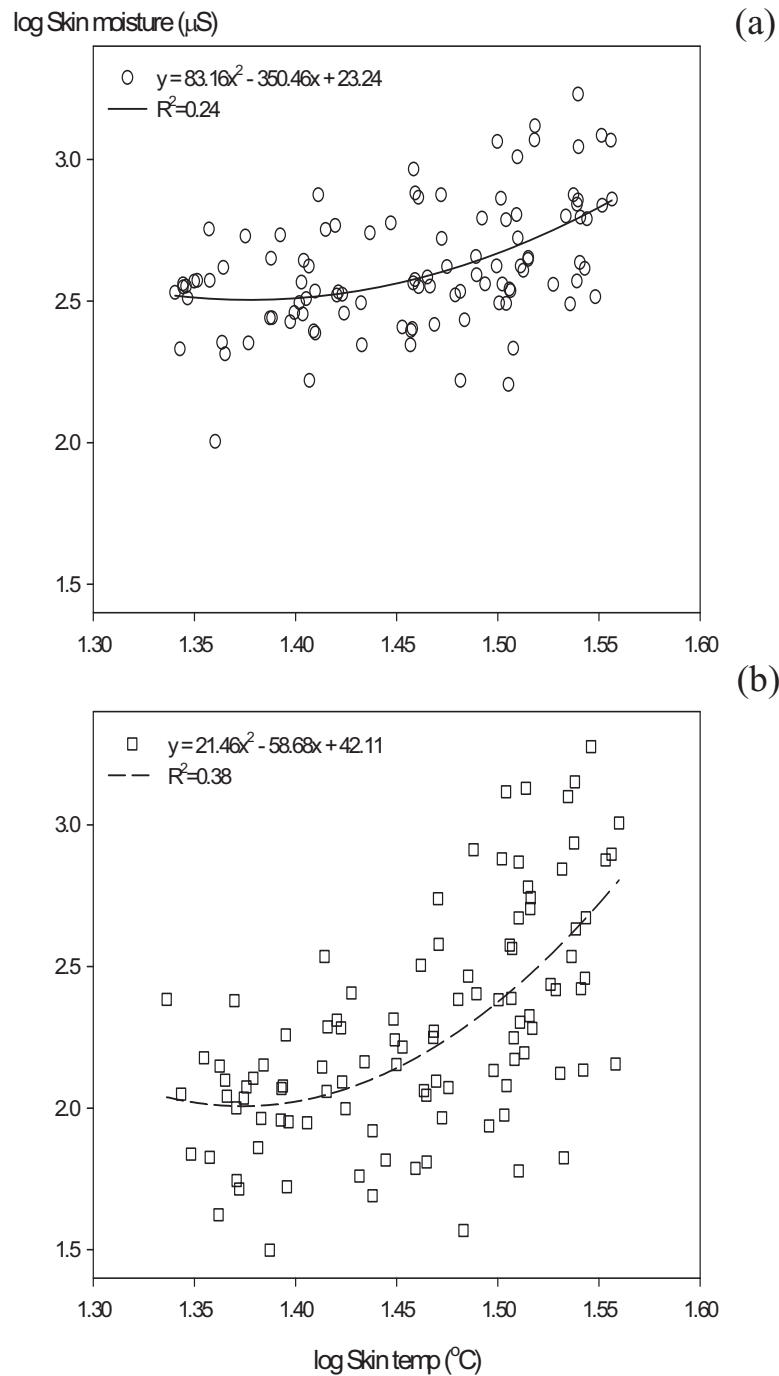 log Skin moisture (μS)
(a)
y = 83.16x² - 350.46x + 23.24
R²=0.24
3.0
2.5
2.0
1.5
1.30 1.35 1.40 1.45 1.50 1.55 1.60
(b)
y = 21.46x² - 58.68x + 42.11
R²=0.38
3.0
2.5
2.0
1.5
1.30 1.35 1.40 1.45 1.50 1.55 1.60
log Skin temp (°C)